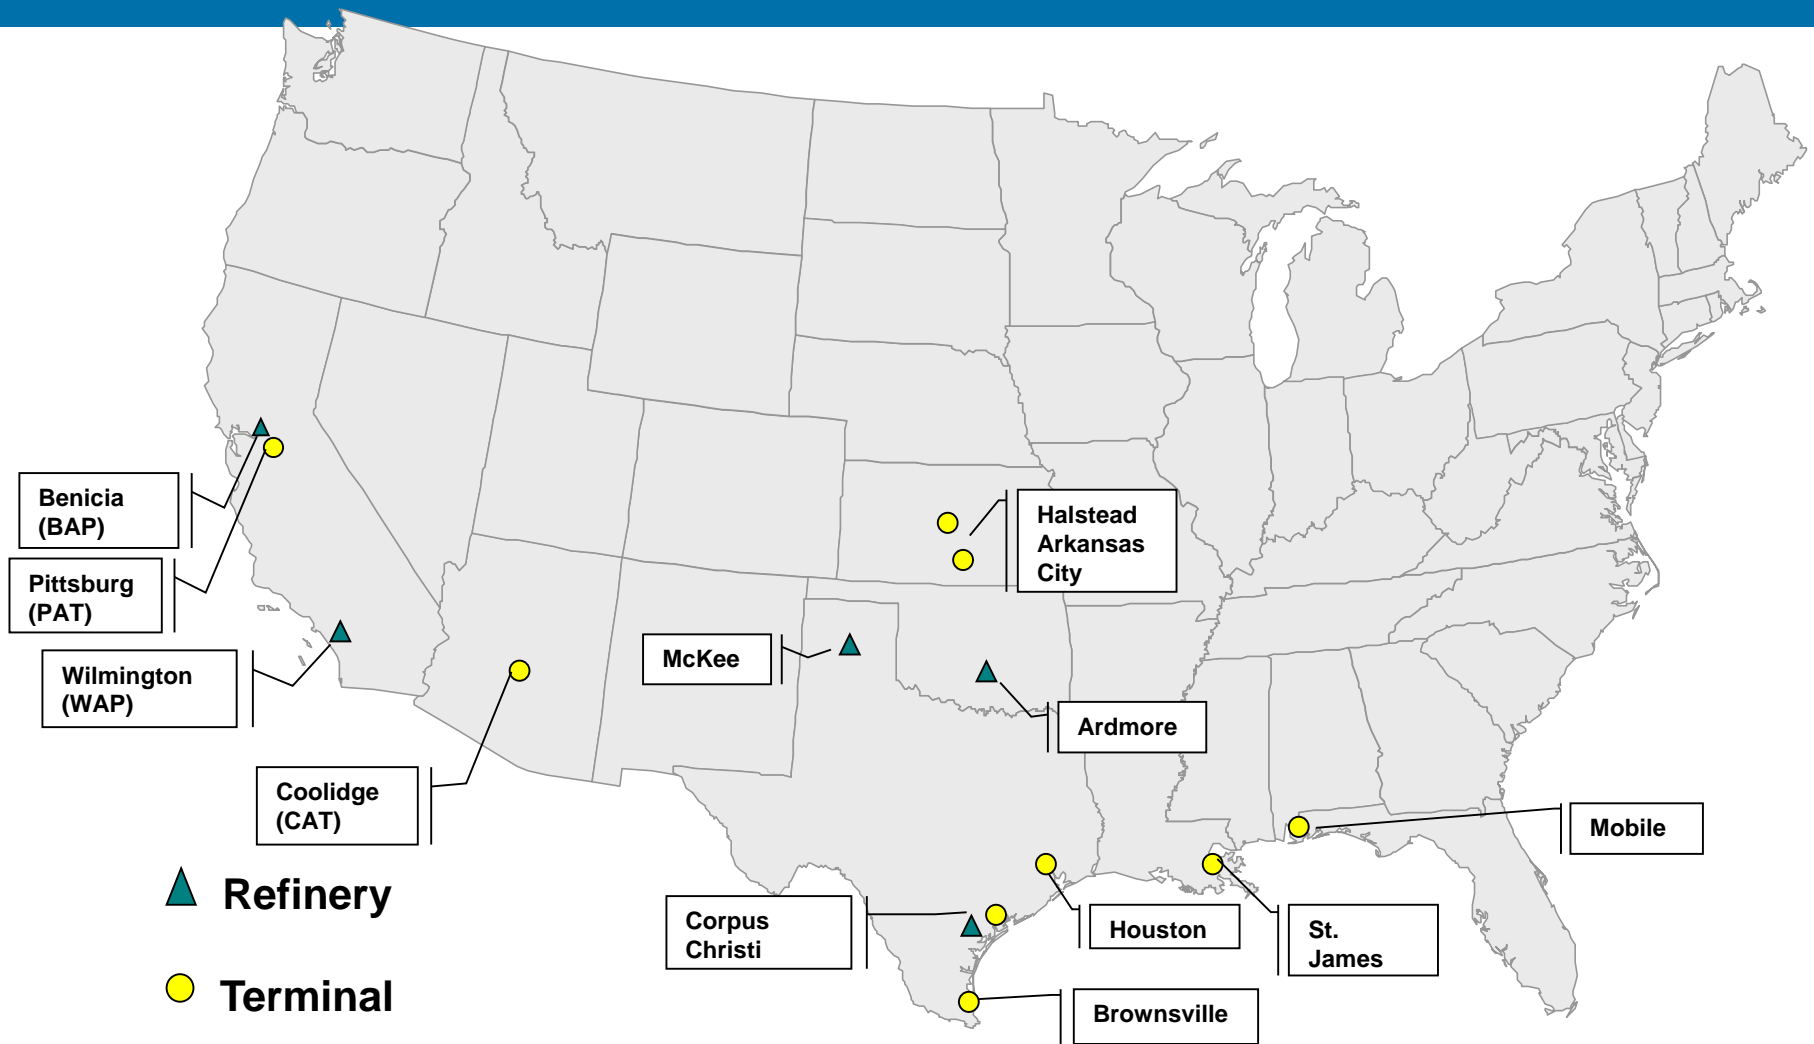 Benicia
(BAP)
Pittsburg
(PAT)
Wilmington
(WAP)
Coolidge
(CAT)
McKee
Halstead
Arkansas
City
Ardmore
Mobile
Corpus
Christi
Houston
St.
James
Brownsville
Refinery
Terminal